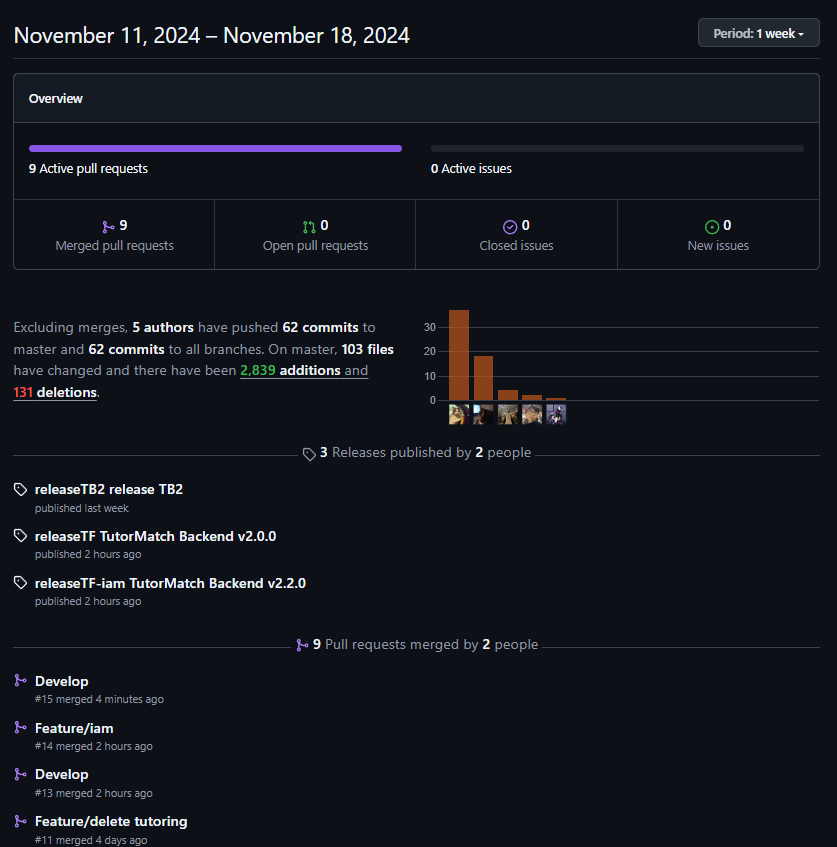 November 11, 2024 – November 18, 2024
Period: 1 week
Overview
9 Active pull requests
0 Active issues
9
Merged pull requests
0
Open pull requests
0
Closed issues
0
New issues
Excluding merges, 5 authors have pushed 62 commits to
master and 62 commits to all branches. On master, 103 files
have changed and there have been 2,839 additions and
131 deletions.
30
20
10
0
3 Releases published by 2 people
releaseTB2 release TB2
published last week
releaseTF TutorMatch Backend v2.0.0
published 2 hours ago
releaseTF-iam TutorMatch Backend v2.2.0
published 2 hours ago
9 Pull requests merged by 2 people
Develop
#15 merged 4 minutes ago
Feature/iam
#14 merged 2 hours ago
Develop
#13 merged 2 hours ago
Feature/delete tutoring
#11 merged 4 days ago